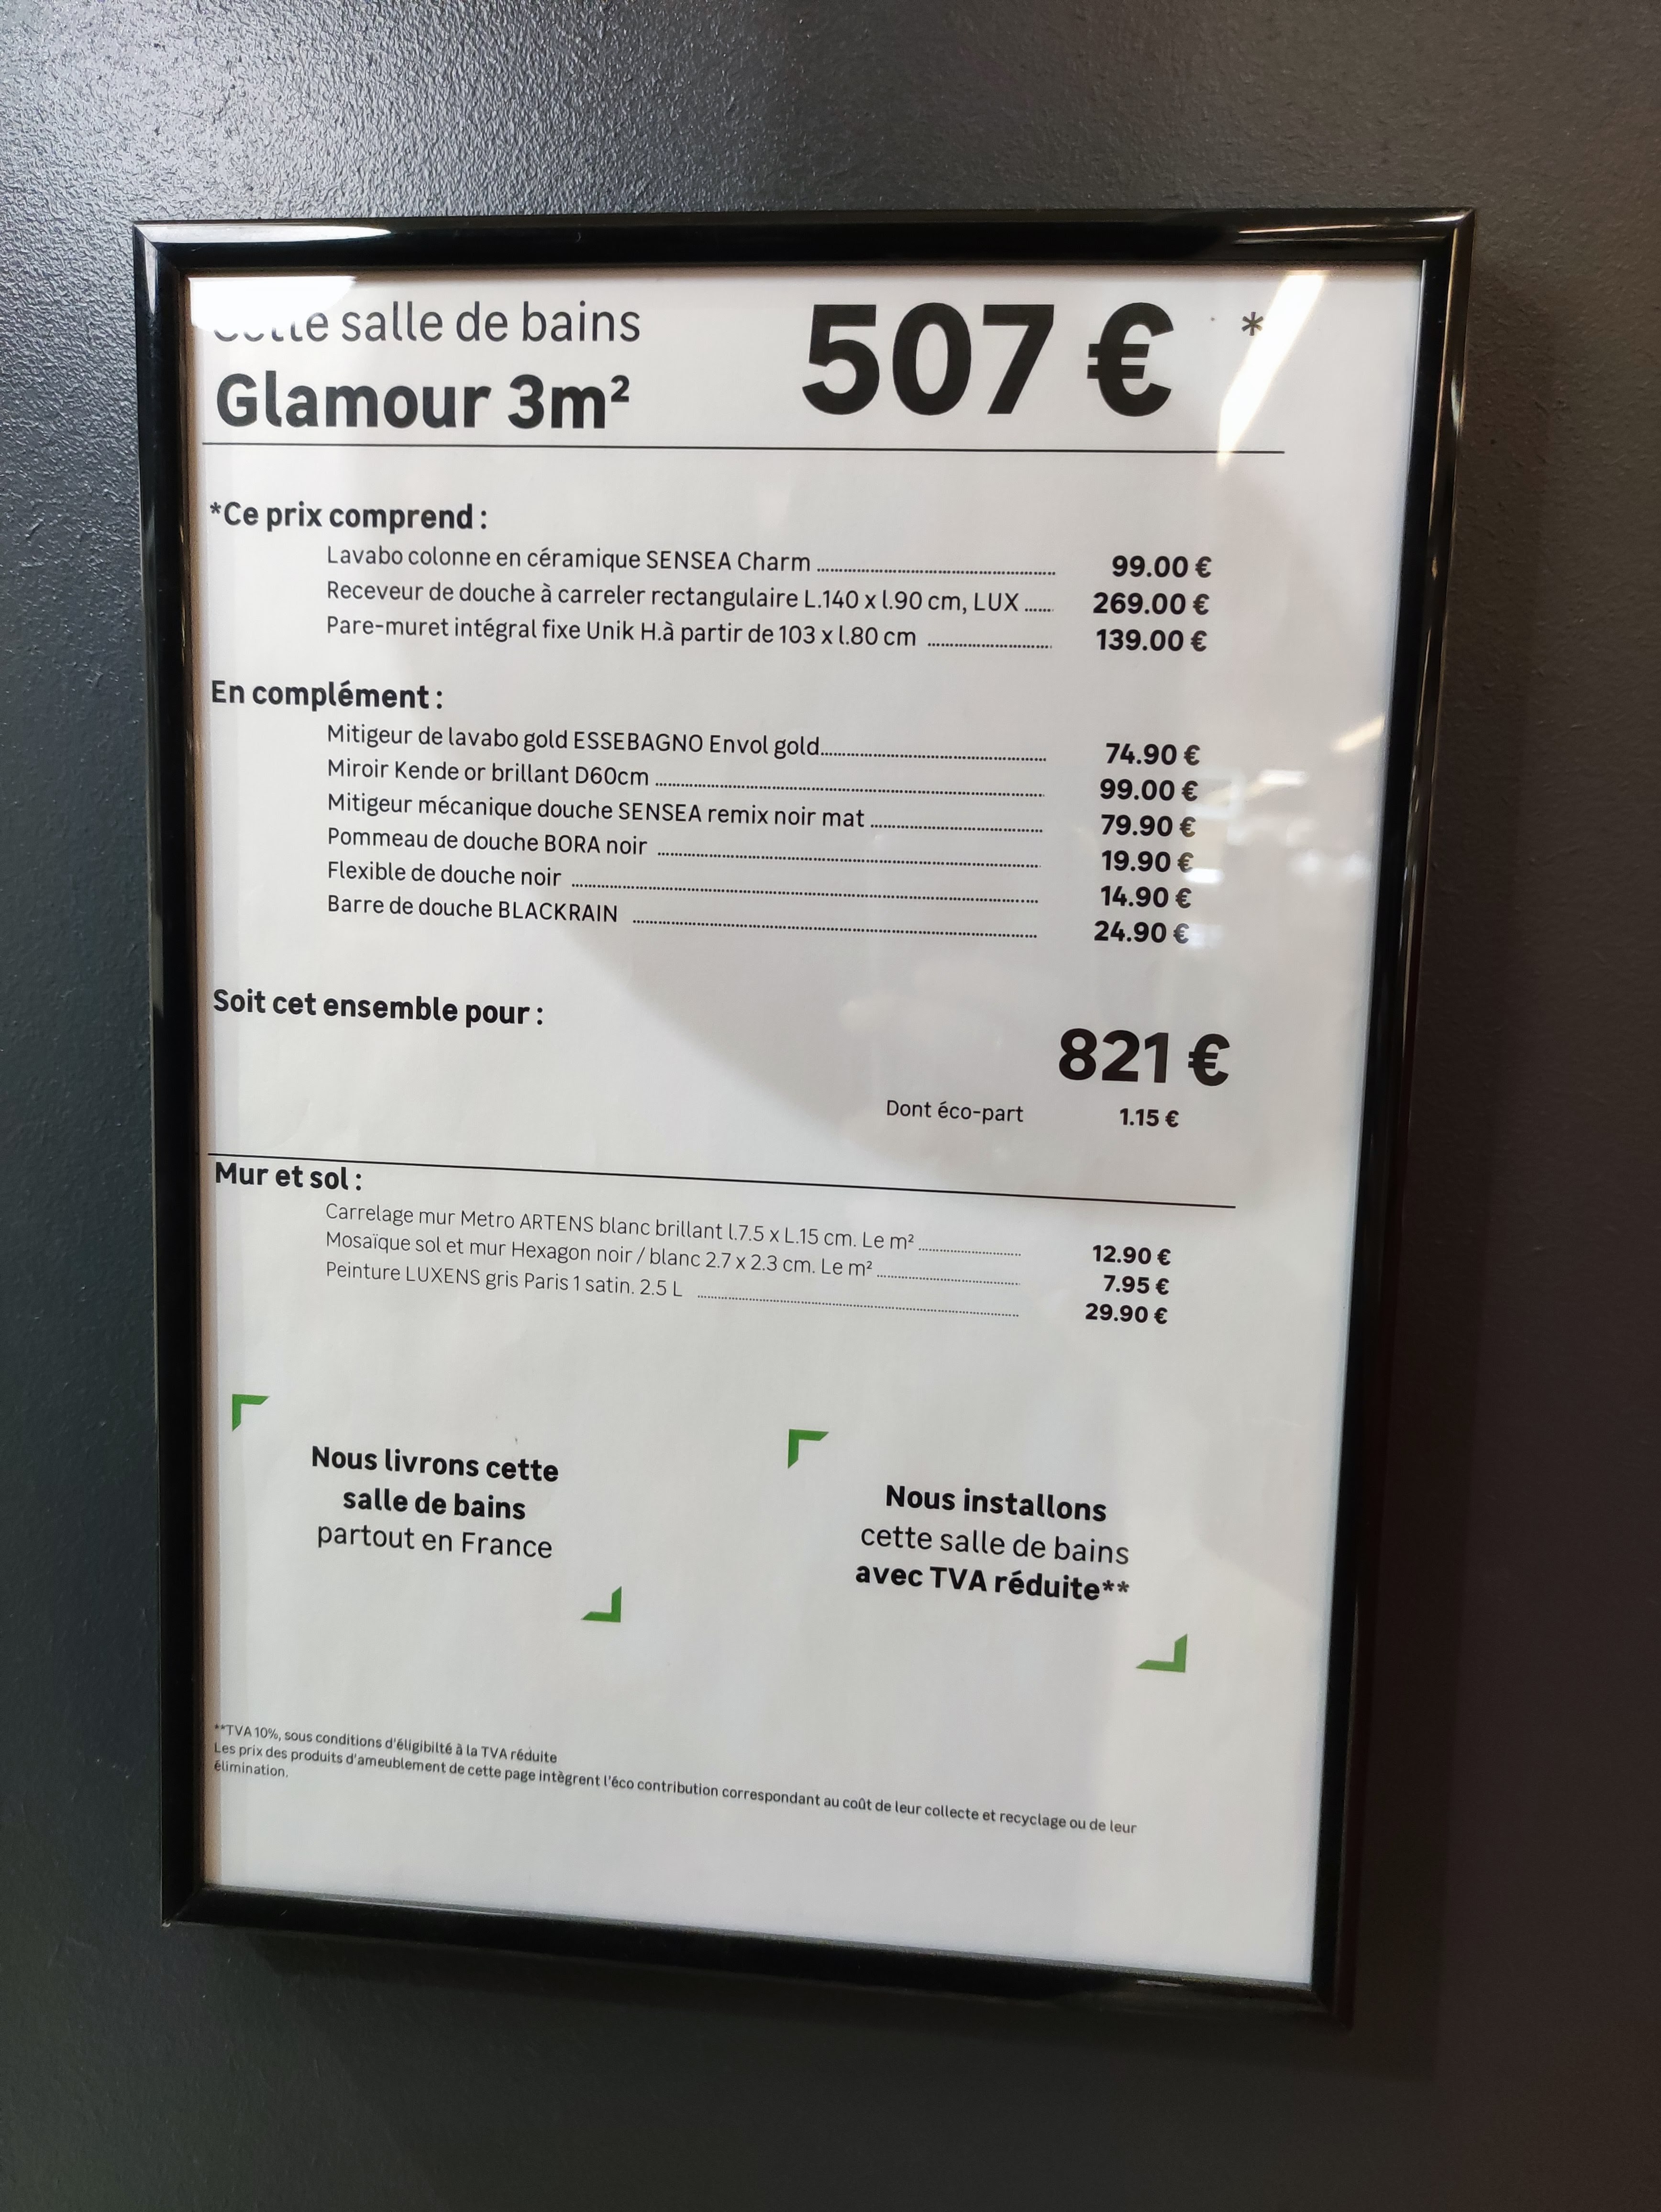 Cette salle de bains
507 € *
Glamour 3m²
*Ce prix comprend :
Lavabo colonne en céramique SENSEA Charm 99.00 €
Receveur de douche à carreler rectangulaire L.140 x l.90 cm, LUX 269.00 €
Pare-muret intégral fixe Unik H.à partir de 103 x l.80 cm 139.00 €
En complément :
Mitigeur de lavabo gold ESSEBAGNO Envol gold 74.90 €
Miroir Kende or brillant D60cm 99.00 €
Mitigeur mécanique douche SENSEA remix noir mat 79.90 €
Pommeau de douche BORA noir 19.90 €
Flexible de douche noir 14.90 €
Barre de douche BLACKRAIN 24.90 €
Soit cet ensemble pour :
821 €
Dont éco-part 1.15 €
Mur et sol :
Carrelage mur Metro ARTENS blanc brillant l.7.5 x L.15 cm. Le m² 12.90 €
Mosaïque sol et mur Hexagon noir / blanc 2.7 x 2.3 cm. Le m² 7.95 €
Peinture LUXENS gris Paris 1 satin. 2.5 L 29.90 €
Nous livrons cette
salle de bains
partout en France
Nous installons
cette salle de bains
avec TVA réduite**
**TVA 10%, sous conditions d'éligibilté à la TVA réduite
Les prix des produits d'ameublement de cette page intègrent l'éco contribution correspondant au coût de leur collecte et recyclage ou de leur
élimination.